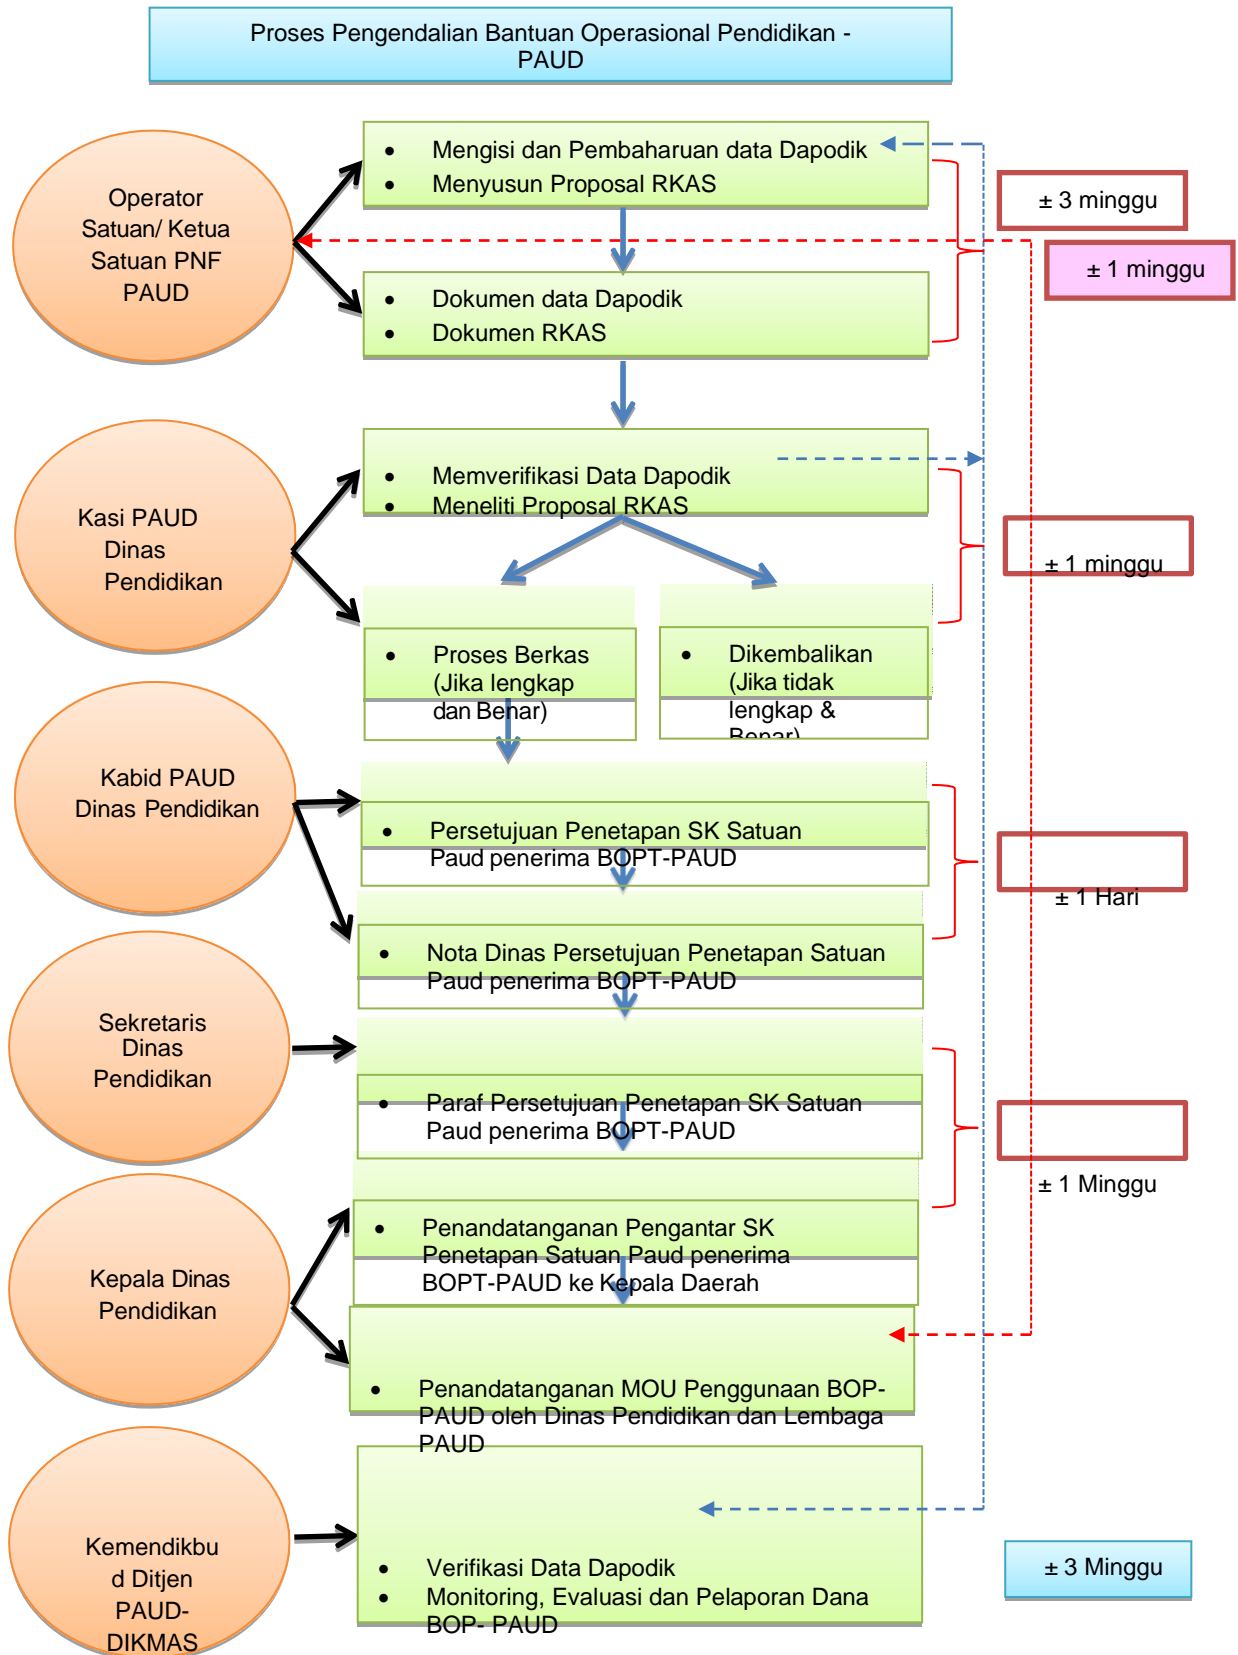 Proses Pengendalian Bantuan Operasional Pendidikan -
PAUD
Operator
Satuan/ Ketua
Satuan PNF
PAUD
• Mengisi dan Pembaharuan data Dapodik
• Menyusun Proposal RKAS
± 3 minggu
± 1 minggu
• Dokumen data Dapodik
• Dokumen RKAS
Kasi PAUD
Dinas
Pendidikan
• Memverifikasi Data Dapodik
• Meneliti Proposal RKAS
± 1 minggu
• Proses Berkas
(Jika lengkap
dan Benar)
• Dikembalikan
(Jika tidak
lengkap &
Benar)
Kabid PAUD
Dinas Pendidikan
• Persetujuan Penetapan SK Satuan
Paud penerima BOPT-PAUD
± 1 Hari
• Nota Dinas Persetujuan Penetapan Satuan
Paud penerima BOPT-PAUD
Sekretaris
Dinas
Pendidikan
• Paraf Persetujuan Penetapan SK Satuan
Paud penerima BOPT-PAUD
± 1 Minggu
Kepala Dinas
Pendidikan
• Penandatanganan Pengantar SK
Penetapan Satuan Paud penerima
BOPT-PAUD ke Kepala Daerah
• Penandatanganan MOU Penggunaan BOP-
PAUD oleh Dinas Pendidikan dan Lembaga
PAUD
Kemendikbu
d Ditjen
PAUD-
DIKMAS
• Verifikasi Data Dapodik
• Monitoring, Evaluasi dan Pelaporan Dana
BOP- PAUD
± 3 Minggu